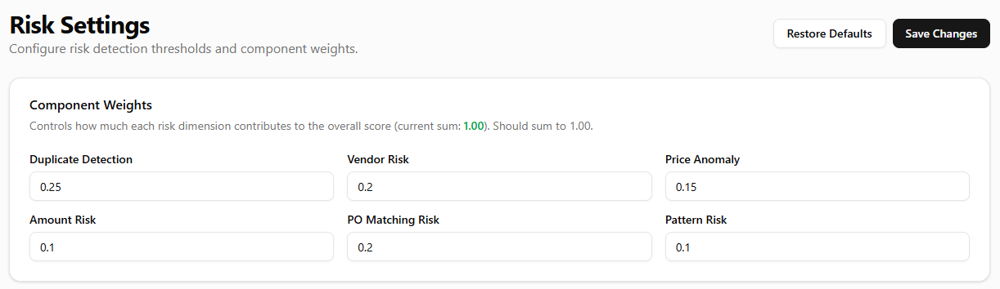 Risk Settings
Configure risk detection thresholds and component weights.
Restore Defaults
Save Changes
Component Weights
Controls how much each risk dimension contributes to the overall score (current sum: 1.00). Should sum to 1.00.
Duplicate Detection
0.25
Vendor Risk
0.2
Price Anomaly
0.15
Amount Risk
0.1
PO Matching Risk
0.2
Pattern Risk
0.1